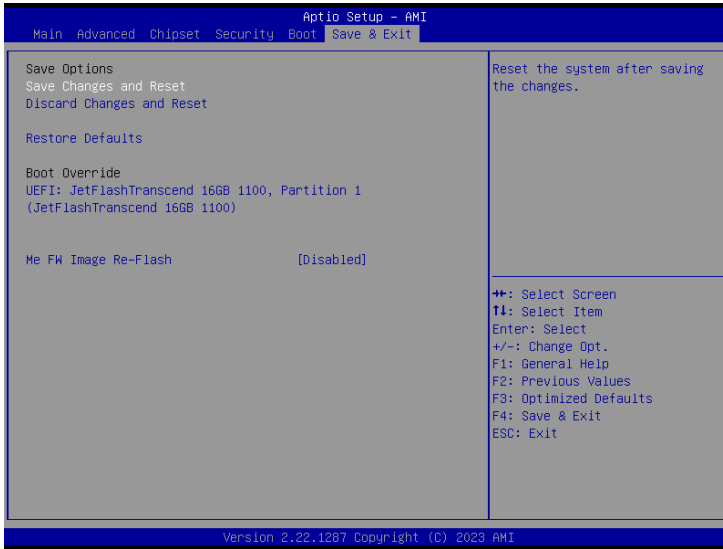 Aptio Setup – AMI
Main Advanced Chipset Security Boot Save & Exit
Save Options
Save Changes and Reset
Discard Changes and Reset
Restore Defaults
Boot Override
UEFI: JetFlashTranscend 16GB 1100, Partition 1
(JetFlashTranscend 16GB 1100)
Me FW Image Re-Flash [Disabled]
Reset the system after saving
the changes.
→←: Select Screen
↑↓: Select Item
Enter: Select
+/-: Change Opt.
F1: General Help
F2: Previous Values
F3: Optimized Defaults
F4: Save & Exit
ESC: Exit
Version 2.22.1287 Copyright (C) 2023 AMI